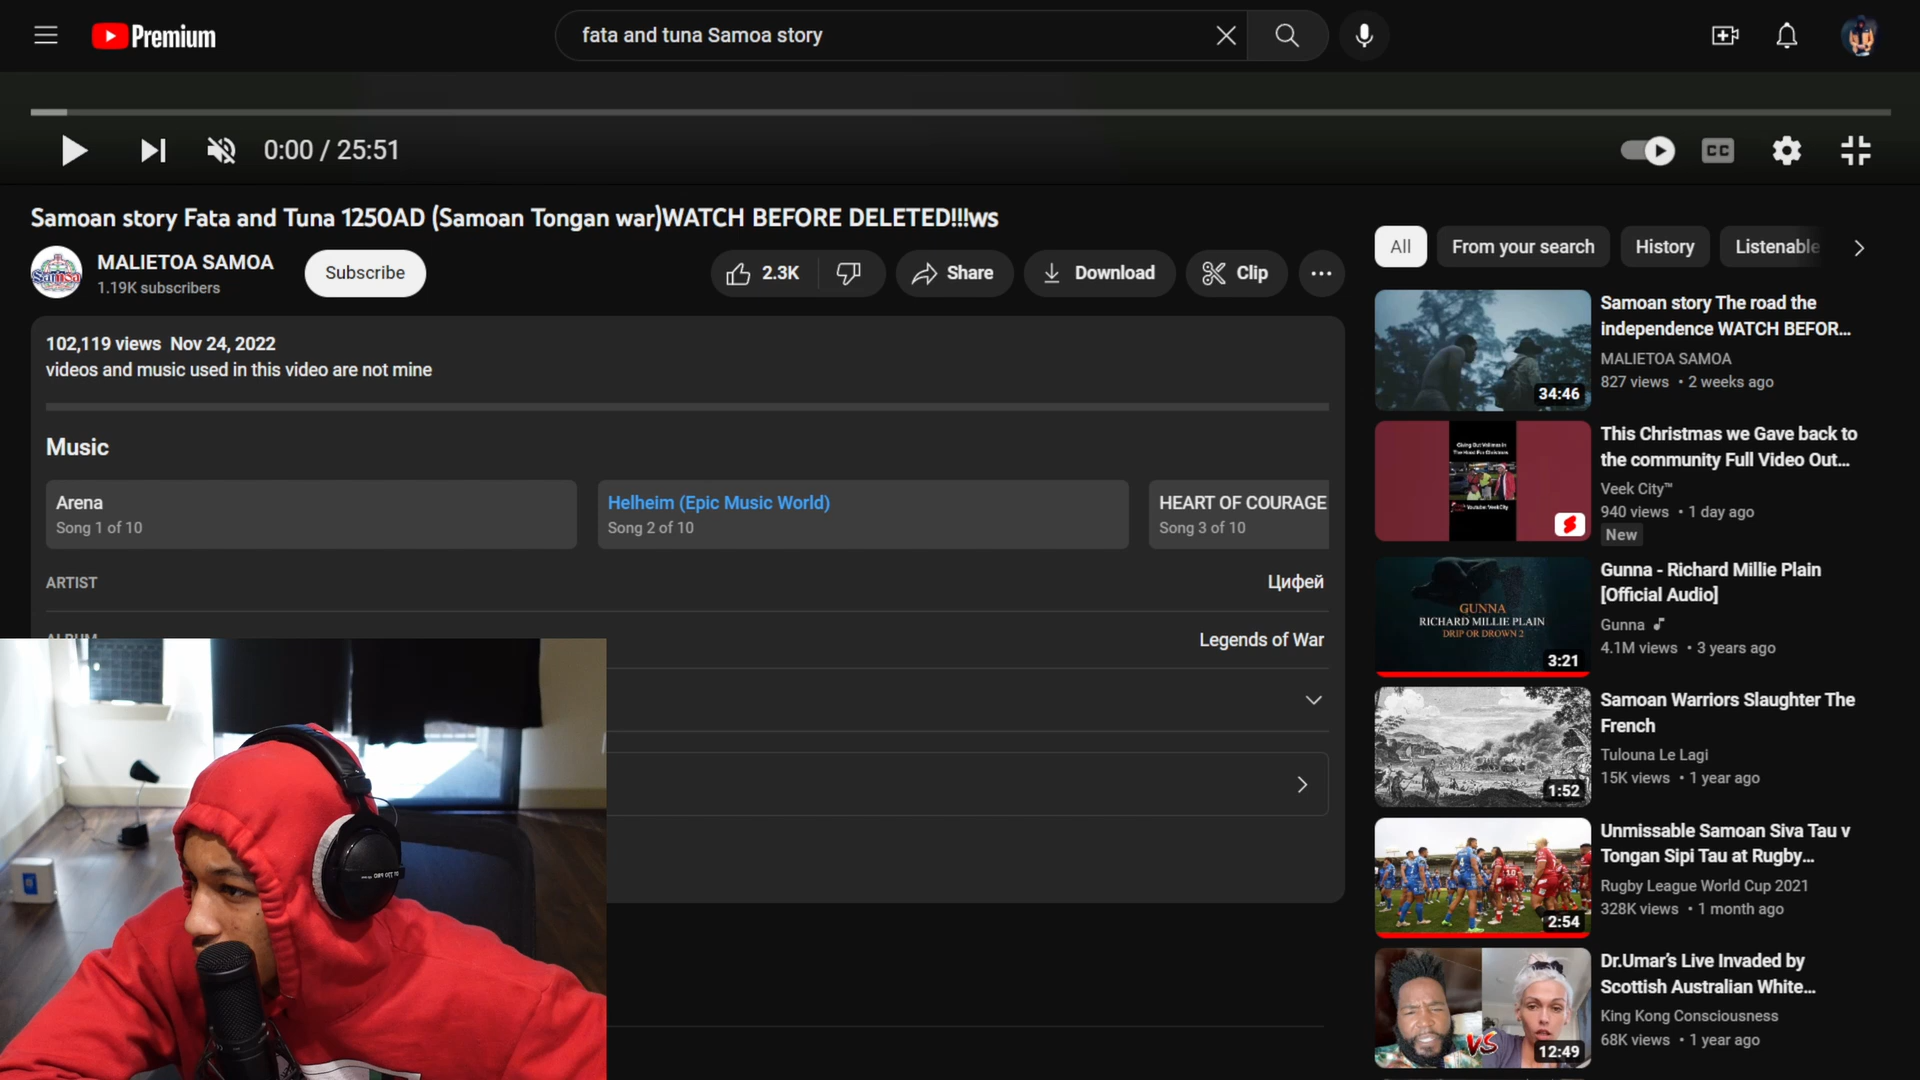 Premium
fata and tuna Samoa story
0:00 / 25:51
CC
Samoan story Fata and Tuna 1250AD (Samoan Tongan war)WATCH BEFORE DELETED!!!ws
MALIETOA SAMOA
1.19K subscribers
Subscribe
2.3K
Share
Download
Clip
102,119 views Nov 24, 2022
videos and music used in this video are not mine
Music
Arena
Song 1 of 10
Helheim (Epic Music World)
Song 2 of 10
HEART OF COURAGE
Song 3 of 10
ARTIST
Цифей
ALBUM
Legends of War
All
From your search
History
Listenable
Samoan story The road the
independence WATCH BEFOR...
MALIETOA SAMOA
827 views • 2 weeks ago
34:46
This Christmas we Gave back to
the community Full Video Out...
Veek City™
940 views • 1 day ago
New
Gunna - Richard Millie Plain
[Official Audio]
Gunna
4.1M views • 3 years ago
GUNNA
RICHARD MILLIE PLAIN
DRIP OR DROWN 2
3:21
Samoan Warriors Slaughter The
French
Tulouna Le Lagi
15K views • 1 year ago
1:52
Unmissable Samoan Siva Tau v
Tongan Sipi Tau at Rugby...
Rugby League World Cup 2021
328K views • 1 month ago
2:54
Dr.Umar's Live Invaded by
Scottish Australian White...
King Kong Consciousness
68K views • 1 year ago
VS
12:49